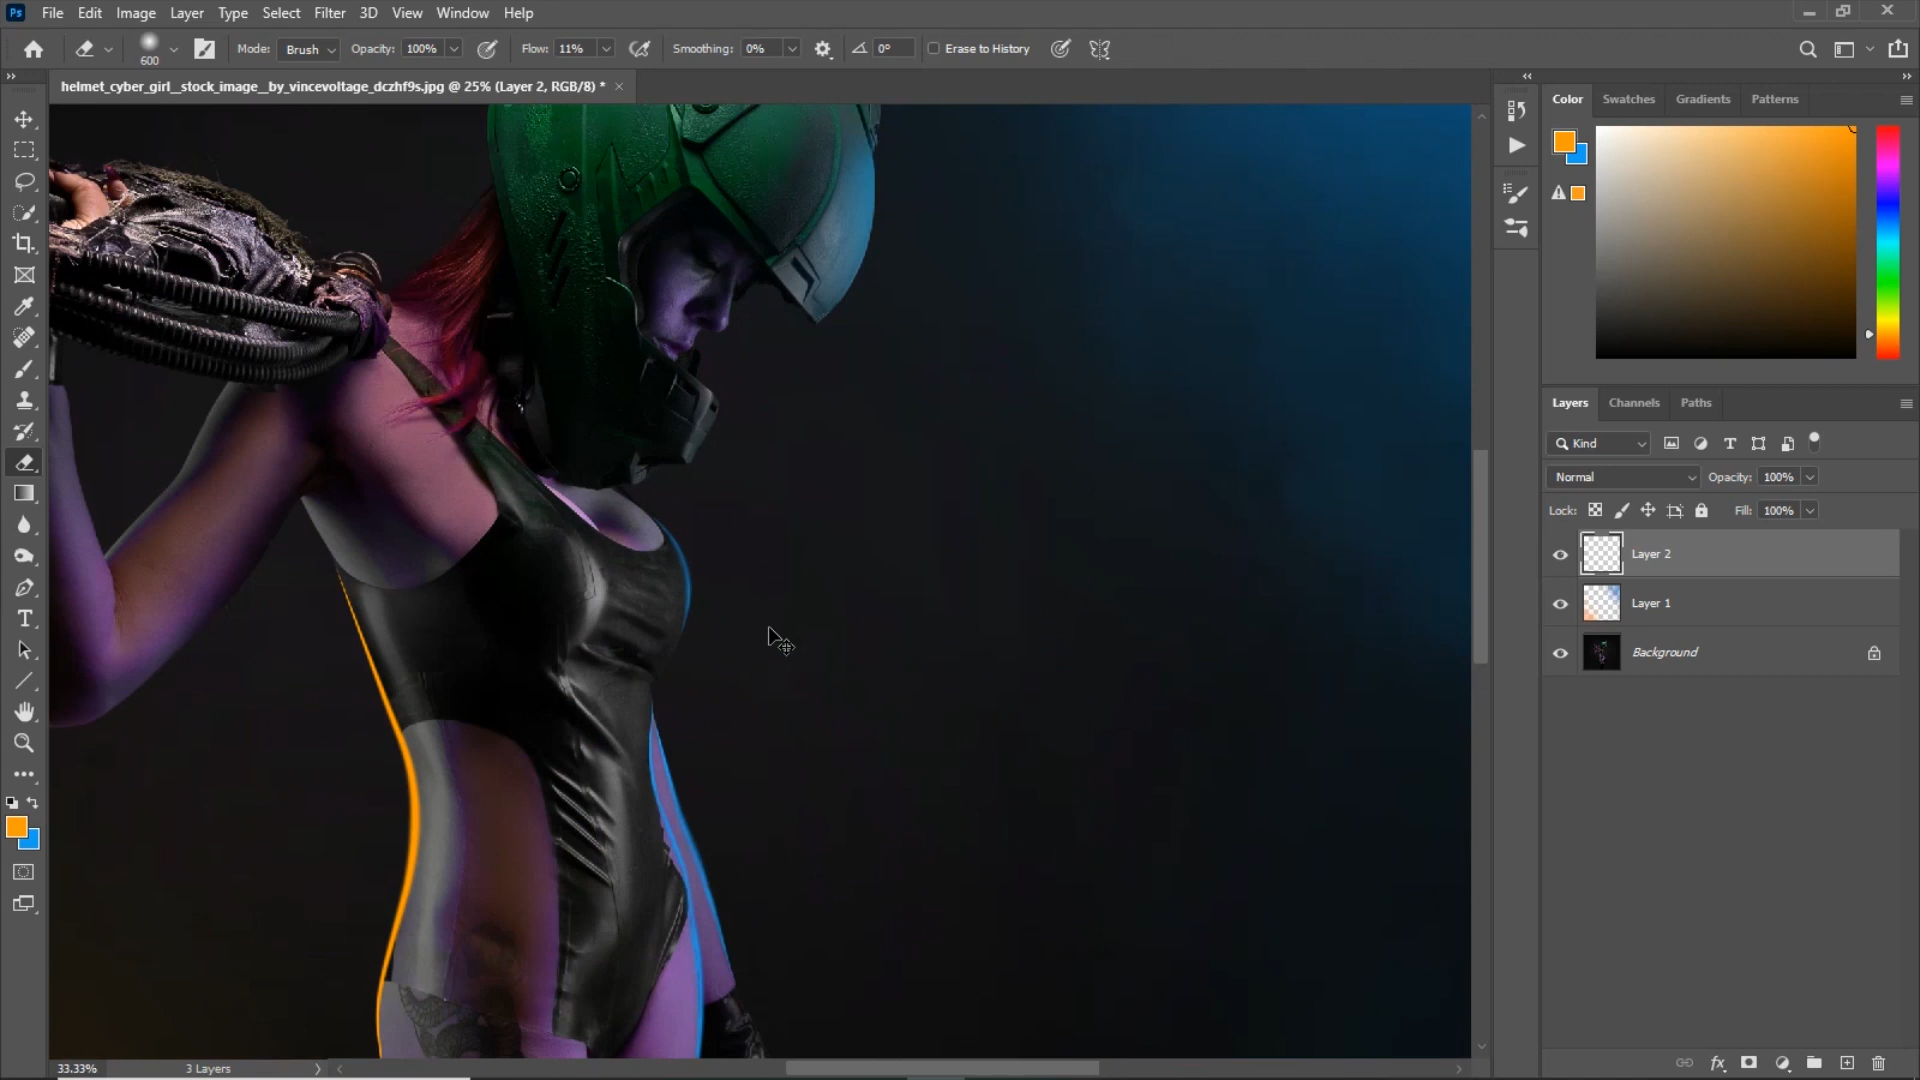 Ps File Edit Image Layer Type Select Filter 3D View Window Help
600 Mode: Brush Opacity: 100% Flow: 11% Smoothing: 0% 0° Erase to History
helmet_cyber_girl__stock_image__by_vincevoltage_dczhf9s.jpg @ 25% (Layer 2, RGB/8) *
Color Swatches Gradients Patterns
Layers Channels Paths
Kind
Normal Opacity: 100%
Lock: Fill: 100%
Layer 2
Layer 1
Background
33.33% 3 Layers